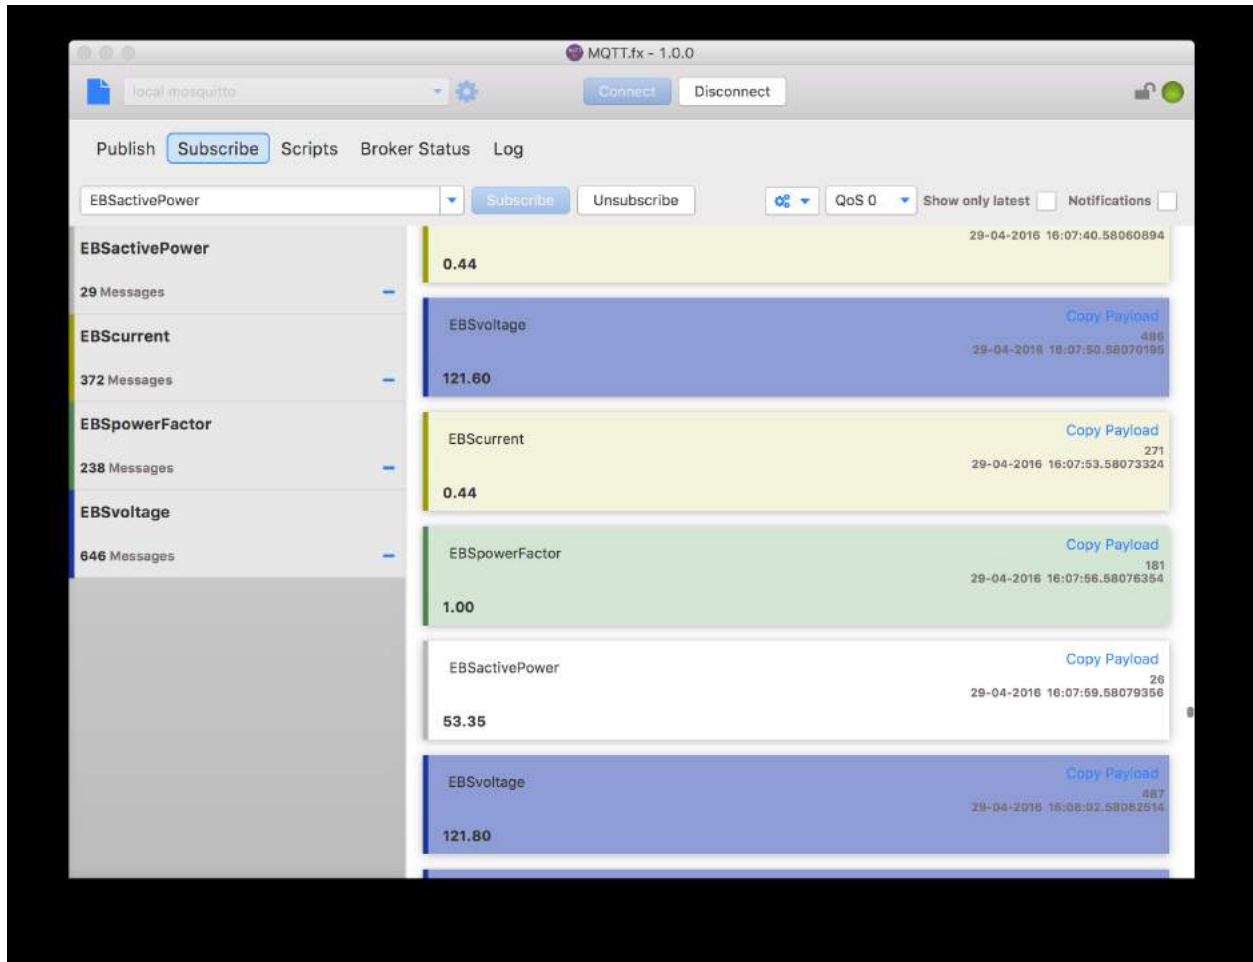 MQTT.fx - 1.0.0
local mosquitto
Connect
Disconnect
Publish Subscribe Scripts Broker Status Log
EBSactivePower
Subscribe
Unsubscribe
QoS 0
Show only latest
Notifications
EBSactivePower
29 Messages
EBScurrent
372 Messages
EBSpowerFactor
238 Messages
EBSvoltage
646 Messages
29-04-2016 16:07:40.58060894
0.44
EBSvoltage
Copy Payload
486
29-04-2016 16:07:50.58070195
121.60
EBScurrent
Copy Payload
271
29-04-2016 16:07:53.58073324
0.44
EBSpowerFactor
Copy Payload
181
29-04-2016 16:07:56.58076354
1.00
EBSactivePower
Copy Payload
26
29-04-2016 16:07:59.58079356
53.35
EBSvoltage
Copy Payload
487
29-04-2016 16:08:02.58082514
121.80